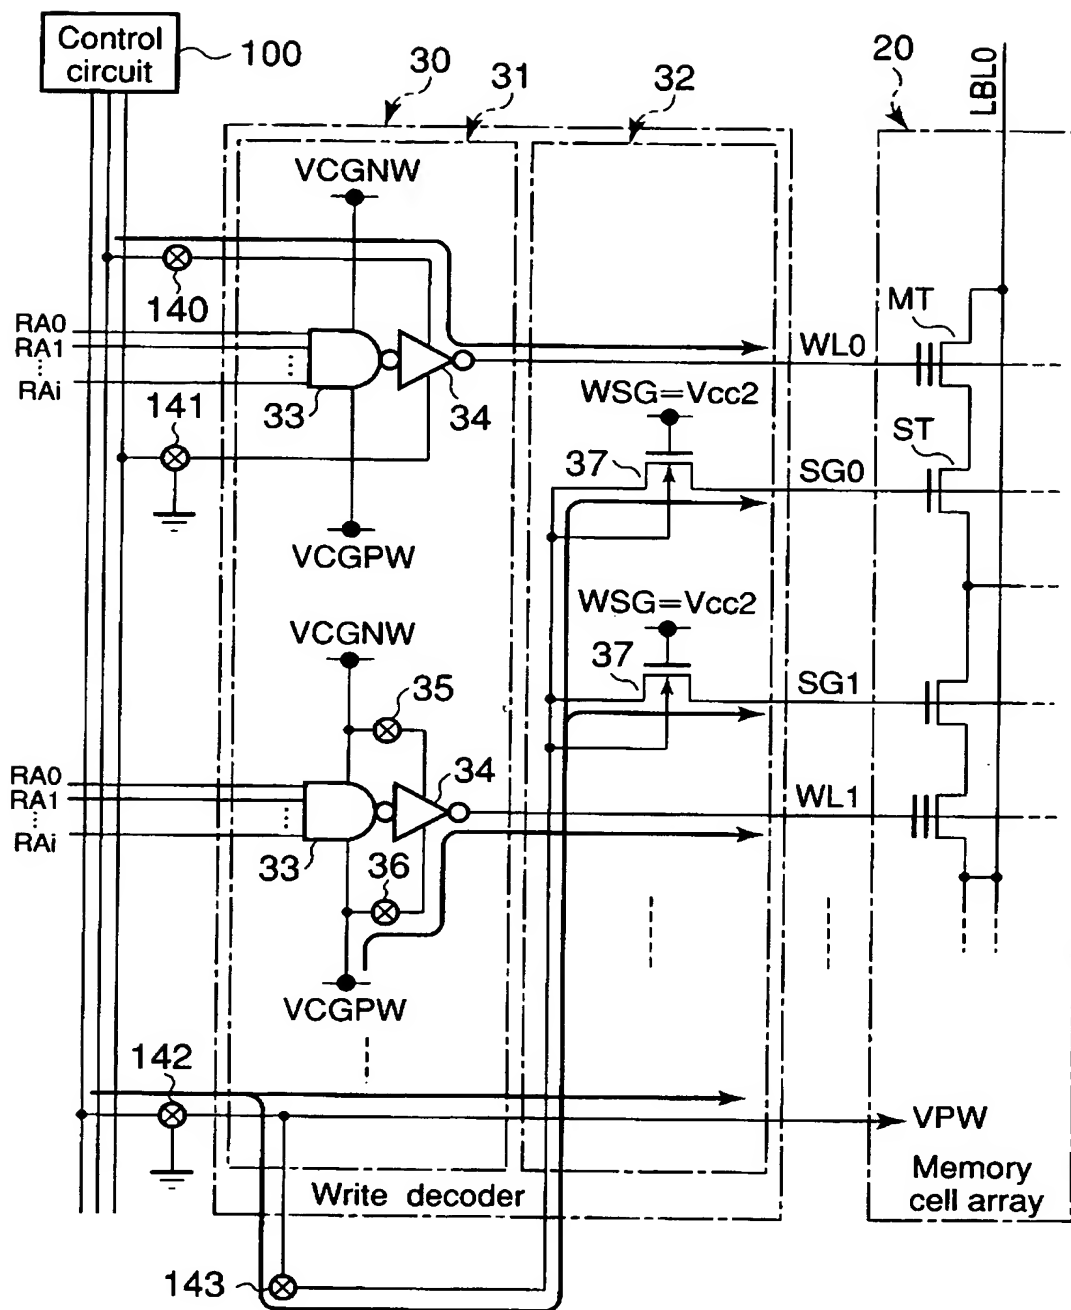 Control
circuit
100
30
31
32
20
LBL0
VCGNW
140
MT
RA0
RA1
RAi
33
34
WL0
WSG=Vcc2
141
ST
37
SG0
VCGPW
WSG=Vcc2
VCGNW
37
SG1
35
RA0
RA1
RAi
34
WL1
33
36
VCGPW
142
VPW
Memory
cell array
Write decoder
143